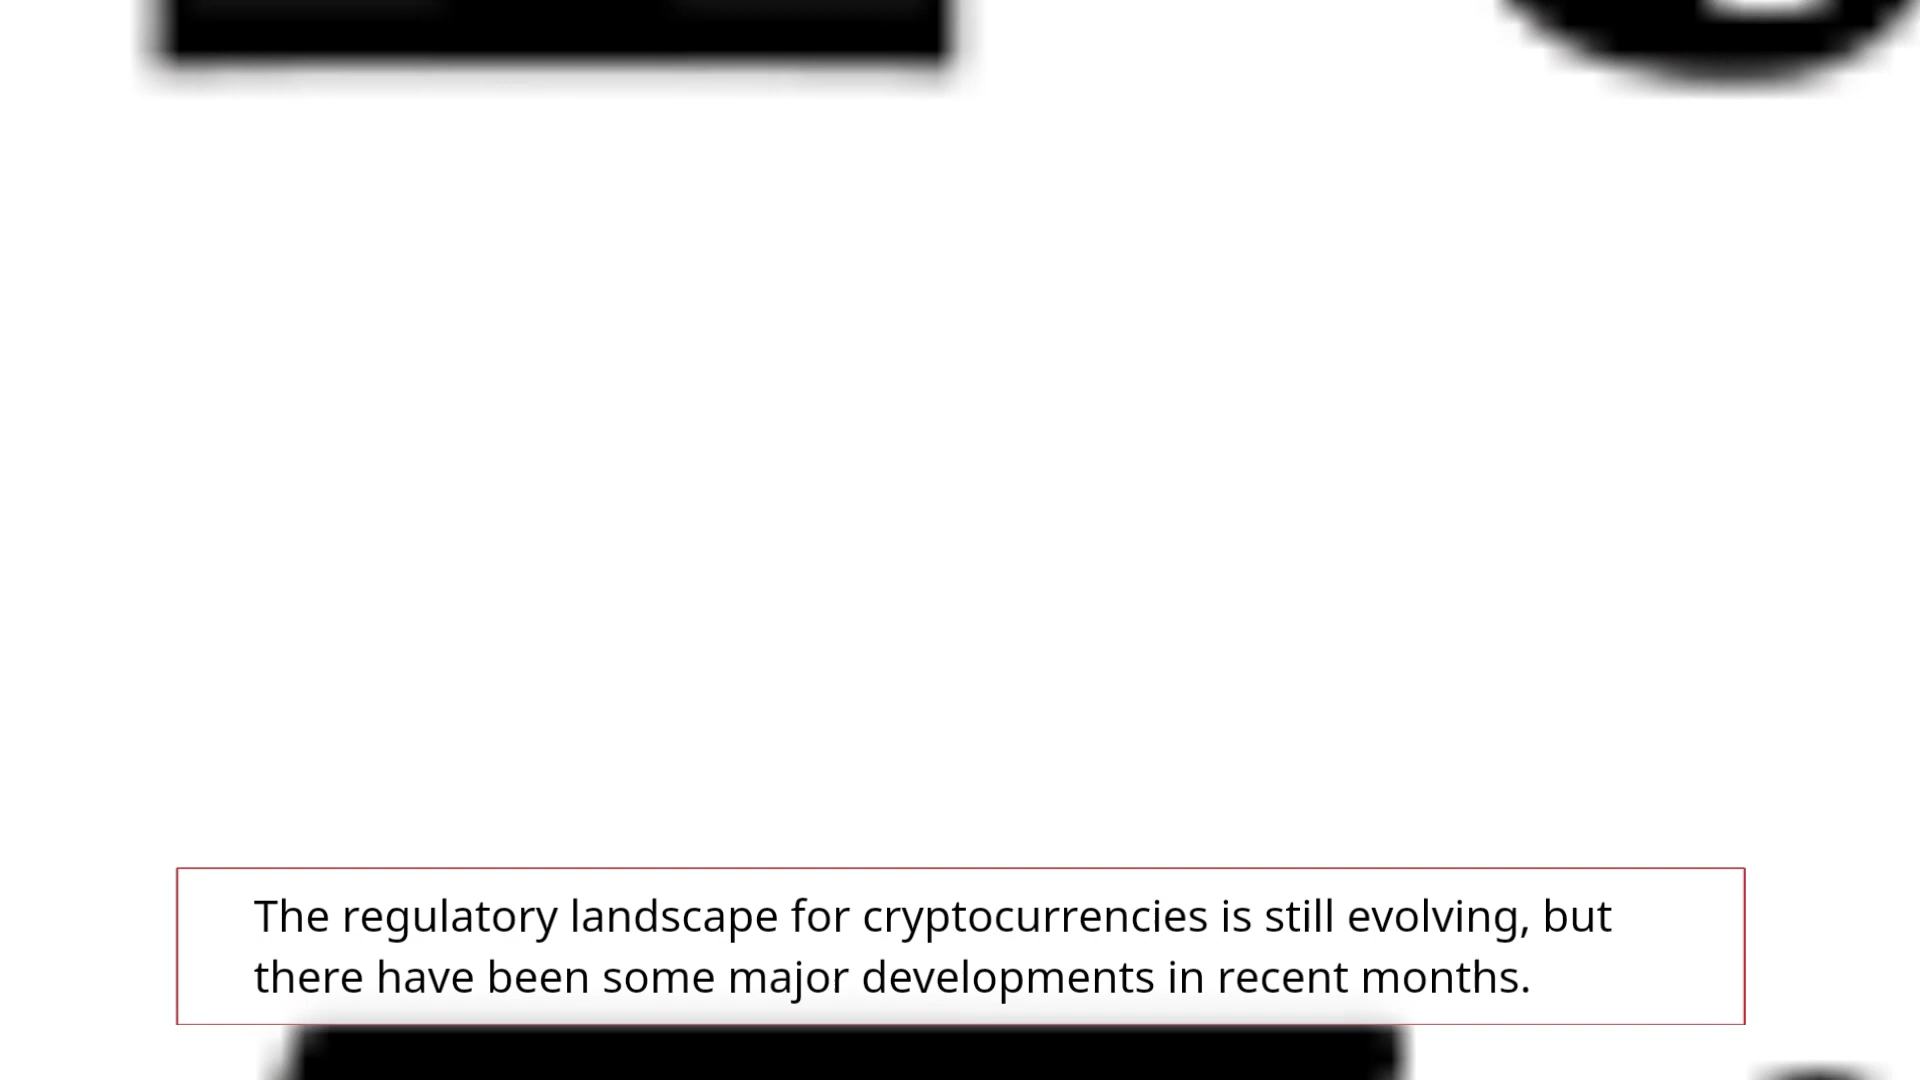 The regulatory landscape for cryptocurrencies is still evolving, but
there have been some major developments in recent months.